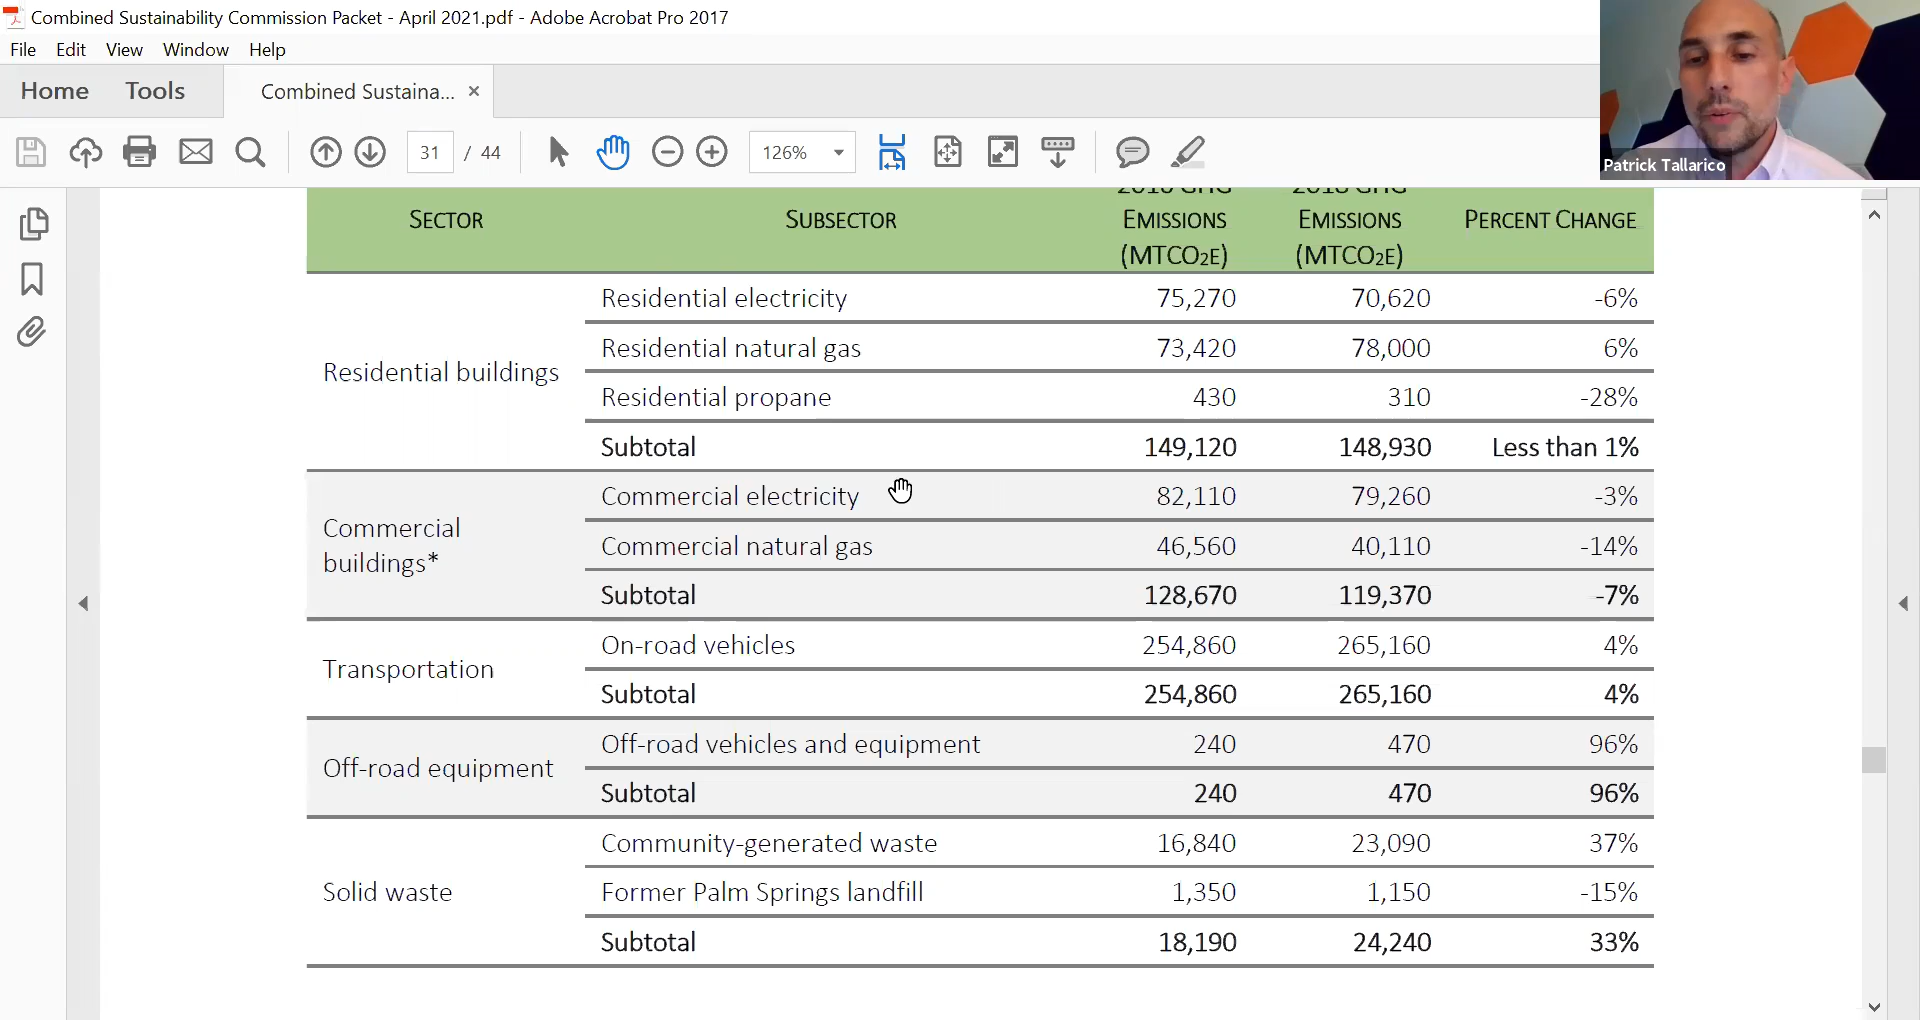 Combined Sustainability Commission Packet - April 2021.pdf - Adobe Acrobat Pro 2017
File Edit View Window Help
Home Tools Combined Sustaina... ×
31 / 44 126%
Patrick Tallarico
SECTOR SUBSECTOR EMISSIONS (MTCO2E) EMISSIONS (MTCO2E) PERCENT CHANGE
Residential buildings
Residential electricity 75,270 70,620 -6%
Residential natural gas 73,420 78,000 6%
Residential propane 430 310 -28%
Subtotal 149,120 148,930 Less than 1%
Commercial buildings*
Commercial electricity 82,110 79,260 -3%
Commercial natural gas 46,560 40,110 -14%
Subtotal 128,670 119,370 -7%
Transportation
On-road vehicles 254,860 265,160 4%
Subtotal 254,860 265,160 4%
Off-road equipment
Off-road vehicles and equipment 240 470 96%
Subtotal 240 470 96%
Solid waste
Community-generated waste 16,840 23,090 37%
Former Palm Springs landfill 1,350 1,150 -15%
Subtotal 18,190 24,240 33%